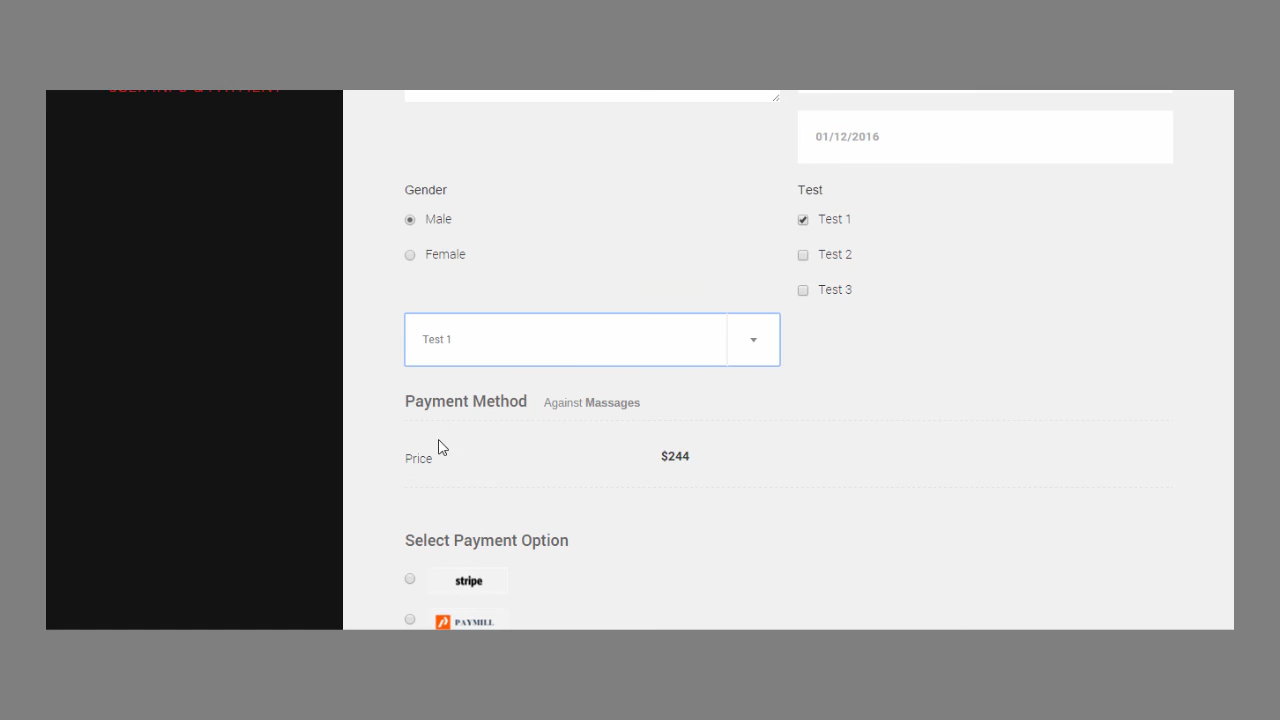 01/12/2016
Gender
Test
Male
Test 1
Female
Test 2
Test 3
Test 1
Payment Method Against Massages
Price $244
Select Payment Option
stripe
PAYMILL